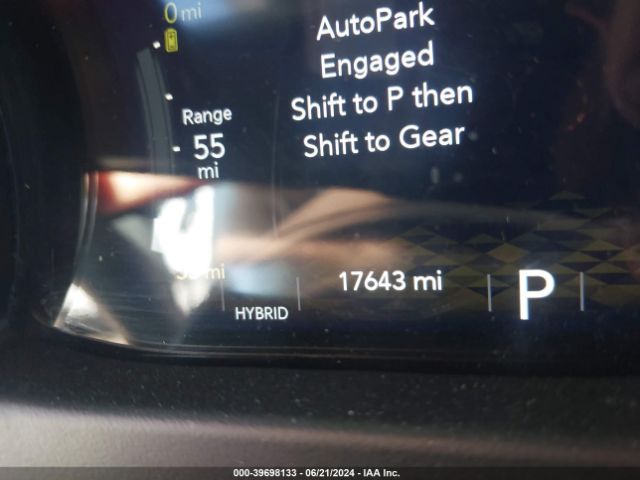 0 mi
AutoPark
Engaged
Shift to P then
Shift to Gear
Range
55
mi
mi
HYBRID
17643 mi
P
000-39698133 - 06/21/2024 - IAA Inc.